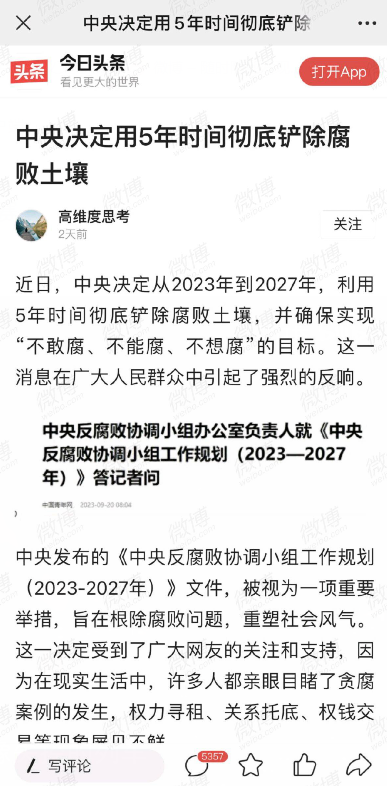 中央决定用5年时间彻底铲除
头条
今日头条
看见更大的世界
打开App
中央决定用5年时间彻底铲除腐
败土壤
高维度思考
2天前
关注
近日，中央决定从2023年到2027年，利用
5年时间彻底铲除腐败土壤，并确保实现
“不敢腐、不能腐、不想腐”的目标。这一
消息在广大人民群众中引起了强烈的反响。
中央反腐败协调小组办公室负责人就《中央
反腐败协调小组工作规划（2023—2027
年）》答记者问
中国青年网 2023-09-20 08:04
中央发布的《中央反腐败协调小组工作规划
（2023-2027年）》文件，被视为一项重要
举措，旨在根除腐败问题，重塑社会风气。
这一决定受到了广大网友的关注和支持，因
为在现实生活中，许多人都亲眼目睹了贪腐
案例的发生，权力寻租、关系托底、权钱交
易等现象屡见不鲜
写评论
5357